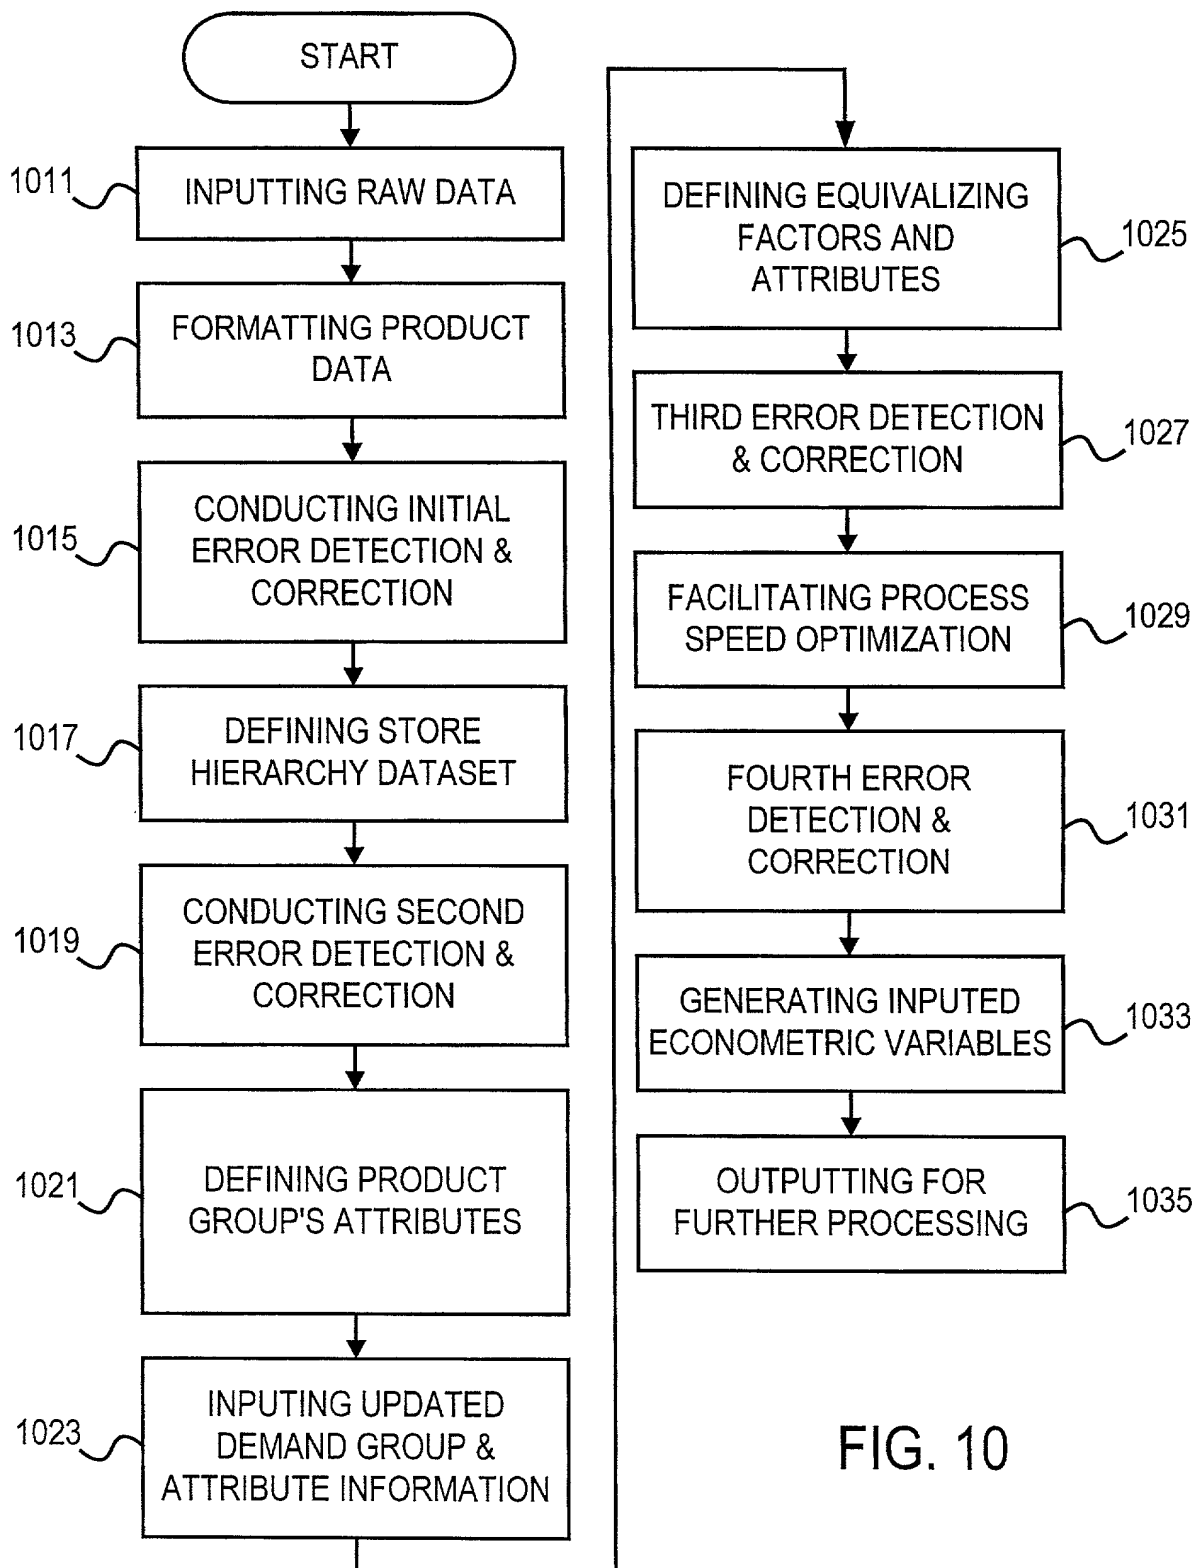 START
1011
INPUTTING RAW DATA
1013
FORMATTING PRODUCT
DATA
1015
CONDUCTING INITIAL
ERROR DETECTION &
CORRECTION
1017
DEFINING STORE
HIERARCHY DATASET
1019
CONDUCTING SECOND
ERROR DETECTION &
CORRECTION
1021
DEFINING PRODUCT
GROUP'S ATTRIBUTES
1023
INPUTING UPDATED
DEMAND GROUP &
ATTRIBUTE INFORMATION
DEFINING EQUIVALIZING
FACTORS AND
ATTRIBUTES
1025
THIRD ERROR DETECTION
& CORRECTION
1027
FACILITATING PROCESS
SPEED OPTIMIZATION
1029
FOURTH ERROR
DETECTION &
CORRECTION
1031
GENERATING INPUTED
ECONOMETRIC VARIABLES
1033
OUTPUTTING FOR
FURTHER PROCESSING
1035
FIG. 10